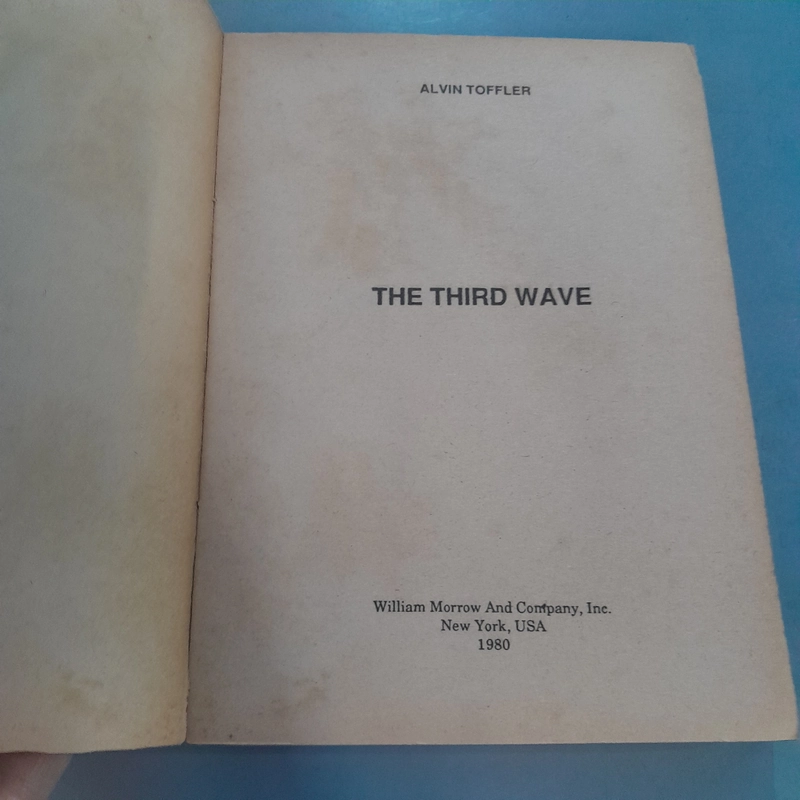 ALVIN TOFFLER
THE THIRD WAVE
William Morrow And Company, Inc.
New York, USA
1980